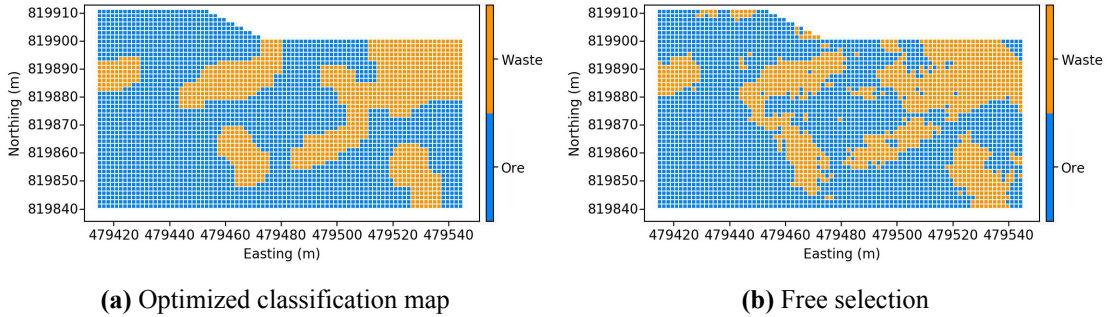 819910
819900
819890
819880
819870
819860
819850
819840
Northing (m)
479420 479440 479460 479480 479500 479520 479540
Easting (m)
Waste
Ore
(a) Optimized classification map
819910
819900
819890
819880
819870
819860
819850
819840
Northing (m)
479420 479440 479460 479480 479500 479520 479540
Easting (m)
Waste
Ore
(b) Free selection